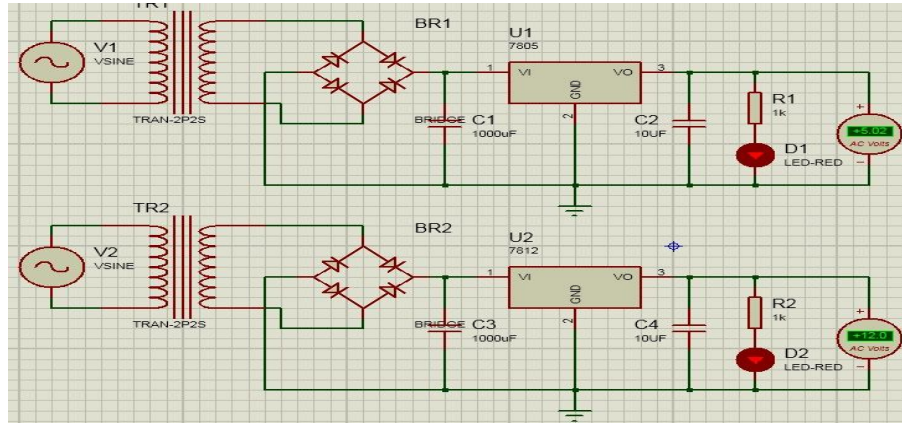 TR1
V1
VSINE
TRAN-2P2S
BR1
BRIDGE
C1
1000uF
U1
7805
1
VI
VO
3
GND
2
C2
10UF
R1
1k
D1
LED-RED
+
+5.02
AC Volts
−
TR2
V2
VSINE
TRAN-2P2S
BR2
BRIDGE
C3
1000uF
U2
7812
1
VI
VO
3
GND
2
C4
10UF
R2
1k
D2
LED-RED
+
+12.0
AC Volts
−